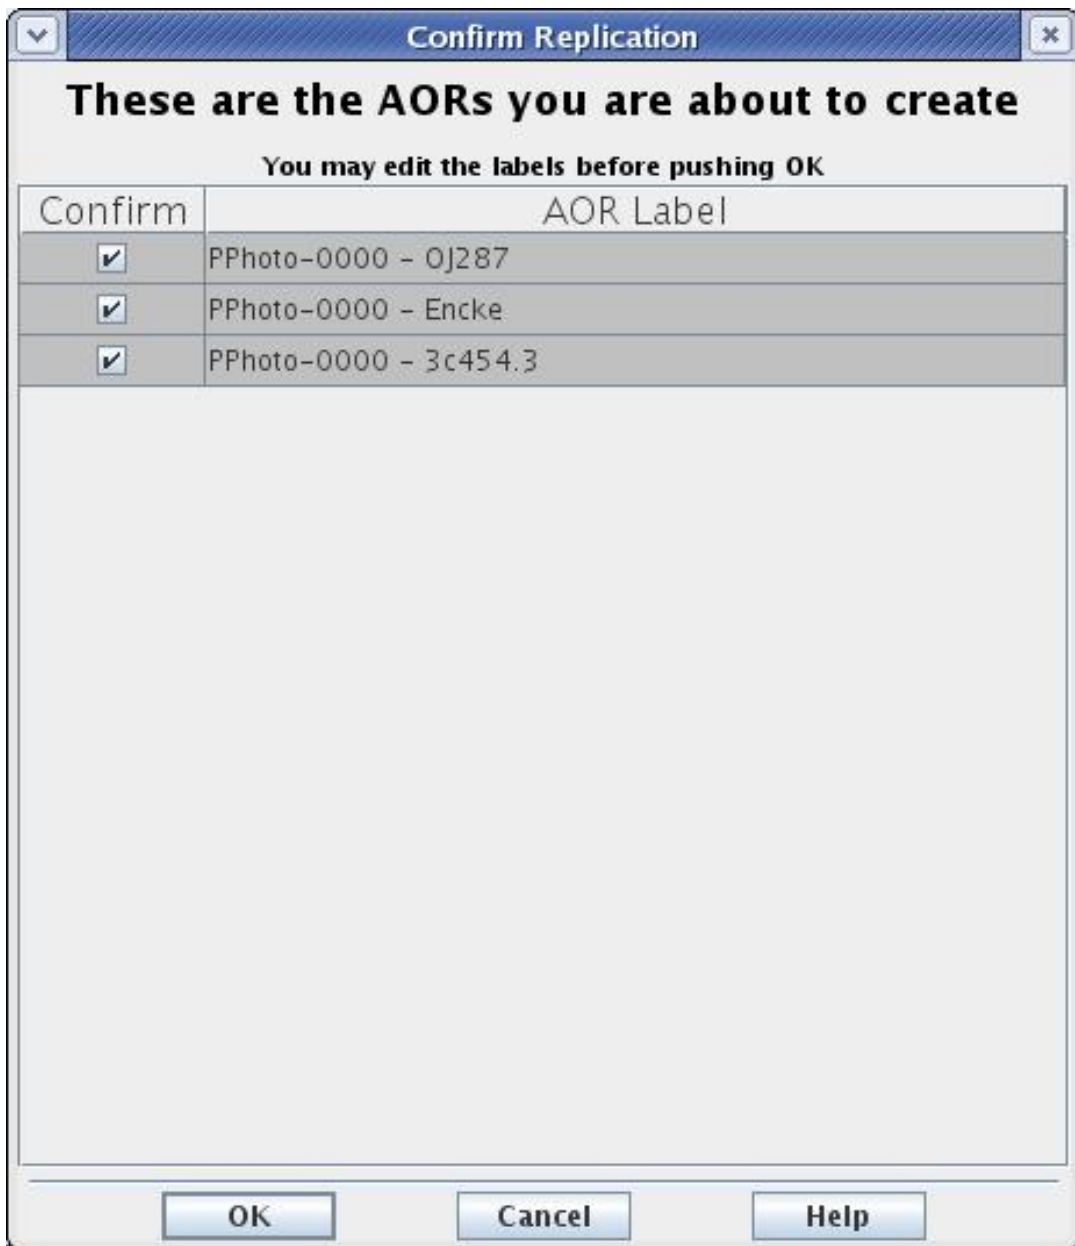 Confirm Replication
These are the AORs you are about to create
You may edit the labels before pushing OK
Confirm AOR Label
PPhoto-0000 - OJ287
PPhoto-0000 - Encke
PPhoto-0000 - 3c454.3
OK Cancel Help